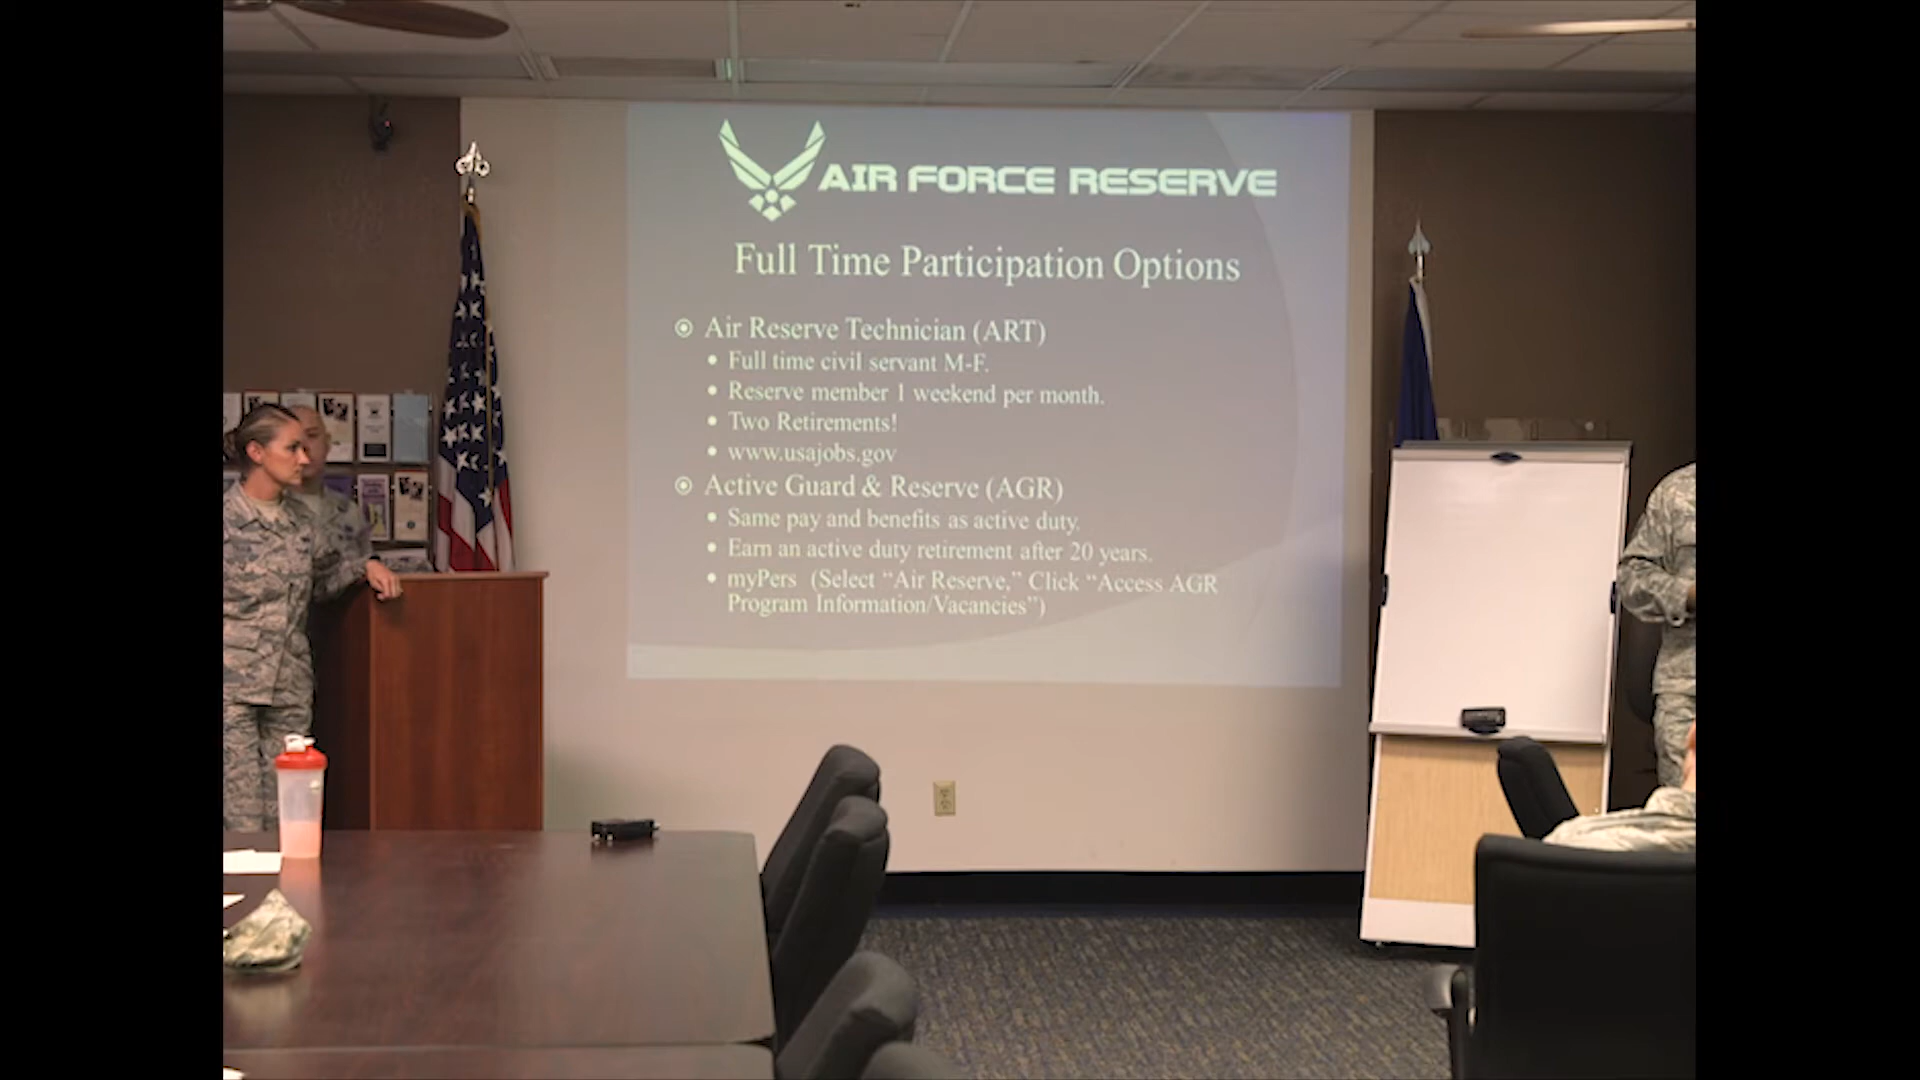 AIR FORCE RESERVE
Full Time Participation Options
Air Reserve Technician (ART)
• Full time civil servant M-F.
• Reserve member 1 weekend per month.
• Two Retirements!
• www.usajobs.gov
Active Guard & Reserve (AGR)
• Same pay and benefits as active duty.
• Earn an active duty retirement after 20 years.
• myPers (Select “Air Reserve,” Click “Access AGR
Program Information/Vacancies”)